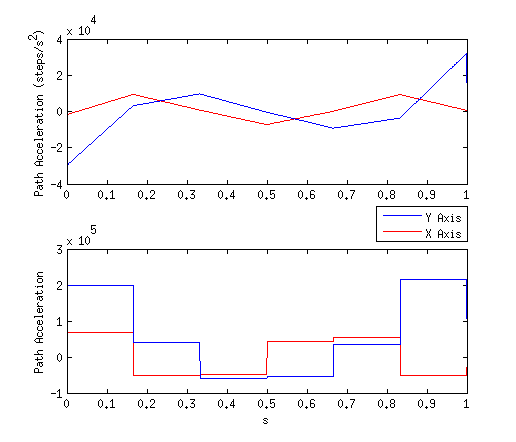 x 10^4
Path Acceleration (steps/s^2)
4
2
0
-2
-4
0 0.1 0.2 0.3 0.4 0.5 0.6 0.7 0.8 0.9 1
Y Axis
X Axis
x 10^5
Path Acceleration
3
2
1
0
-1
0 0.1 0.2 0.3 0.4 0.5 0.6 0.7 0.8 0.9 1
s